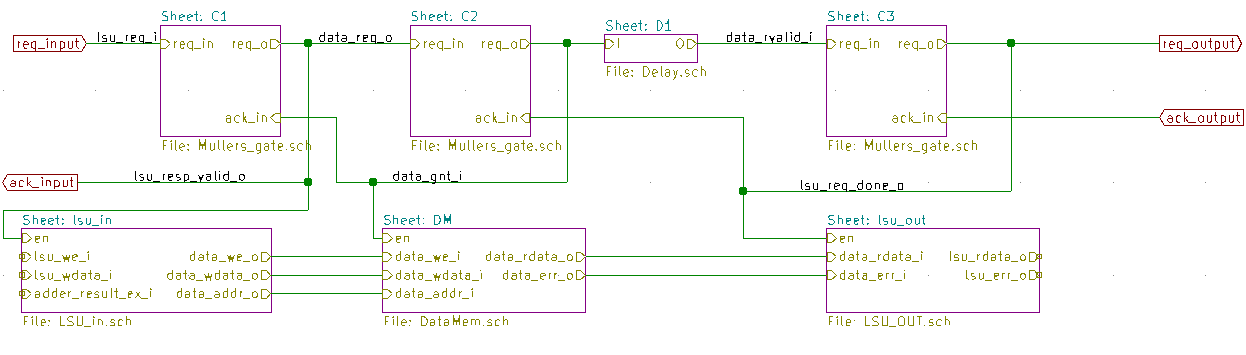 Sheet: C1
Sheet: C2
Sheet: D1
Sheet: C3
req_input
lsu_req_i
req_in
req_o
data_req_o
req_in
req_o
I
O
data_rvalid_i
req_in
req_o
req_output
File: Delay.sch
ack_in
ack_in
ack_in
ack_output
File: Mullers_gate.sch
File: Mullers_gate.sch
File: Mullers_gate.sch
ack_input
lsu_resp_valid_o
data_gnt_i
lsu_req_done_o
Sheet: lsu_in
Sheet: DM
Sheet: lsu_out
en
en
en
lsu_we_i
data_we_o
data_we_i
data_rdata_o
data_rdata_i
lsu_rdata_o
lsu_wdata_i
data_wdata_o
data_wdata_i
data_err_o
data_err_i
lsu_err_o
adder_result_ex_i
data_addr_o
data_addr_i
File: LSU_in.sch
File: DataMem.sch
File: LSU_OUT.sch